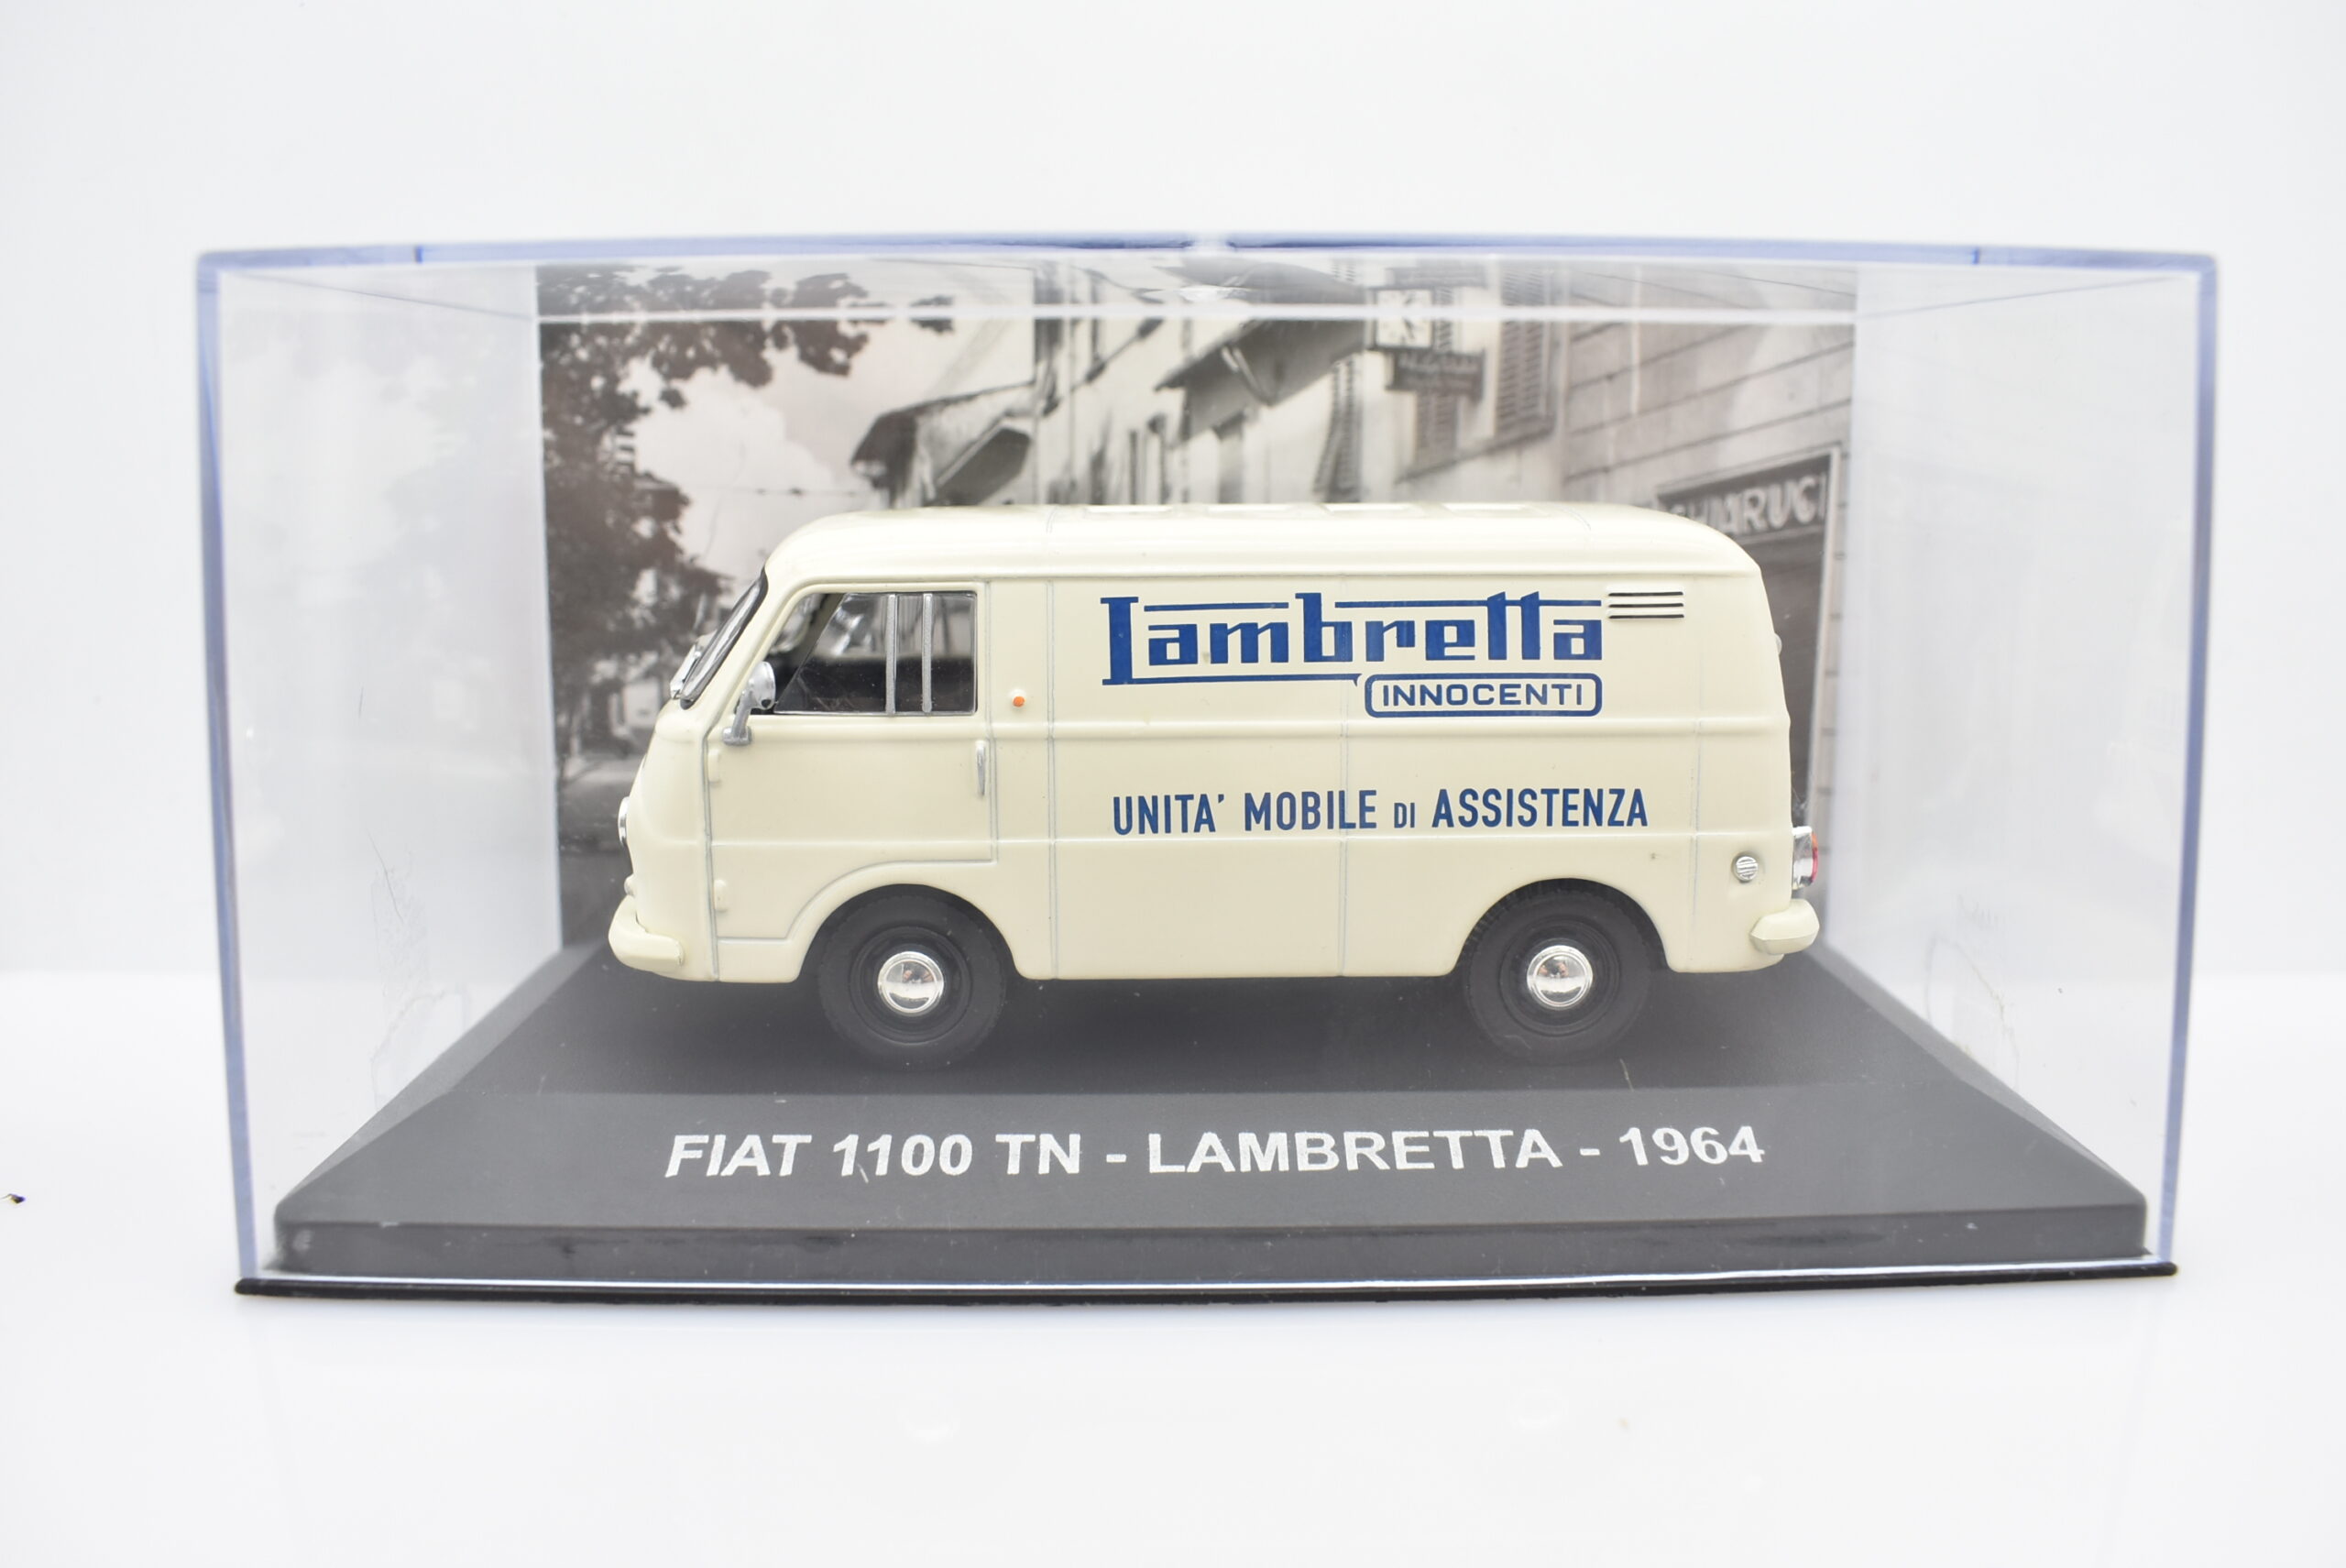 Lambretta
INNOCENTI
UNITA' MOBILE DI ASSISTENZA
FIAT 1100 TN - LAMBRETTA - 1964